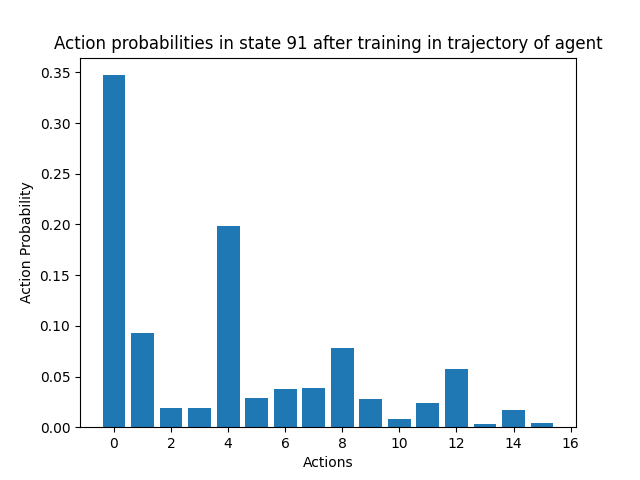 Action probabilities in state 91 after training in trajectory of agent
0.35
0.30
0.25
0.20
0.15
0.10
0.05
0.00
Action Probability
0 2 4 6 8 10 12 14 16
Actions